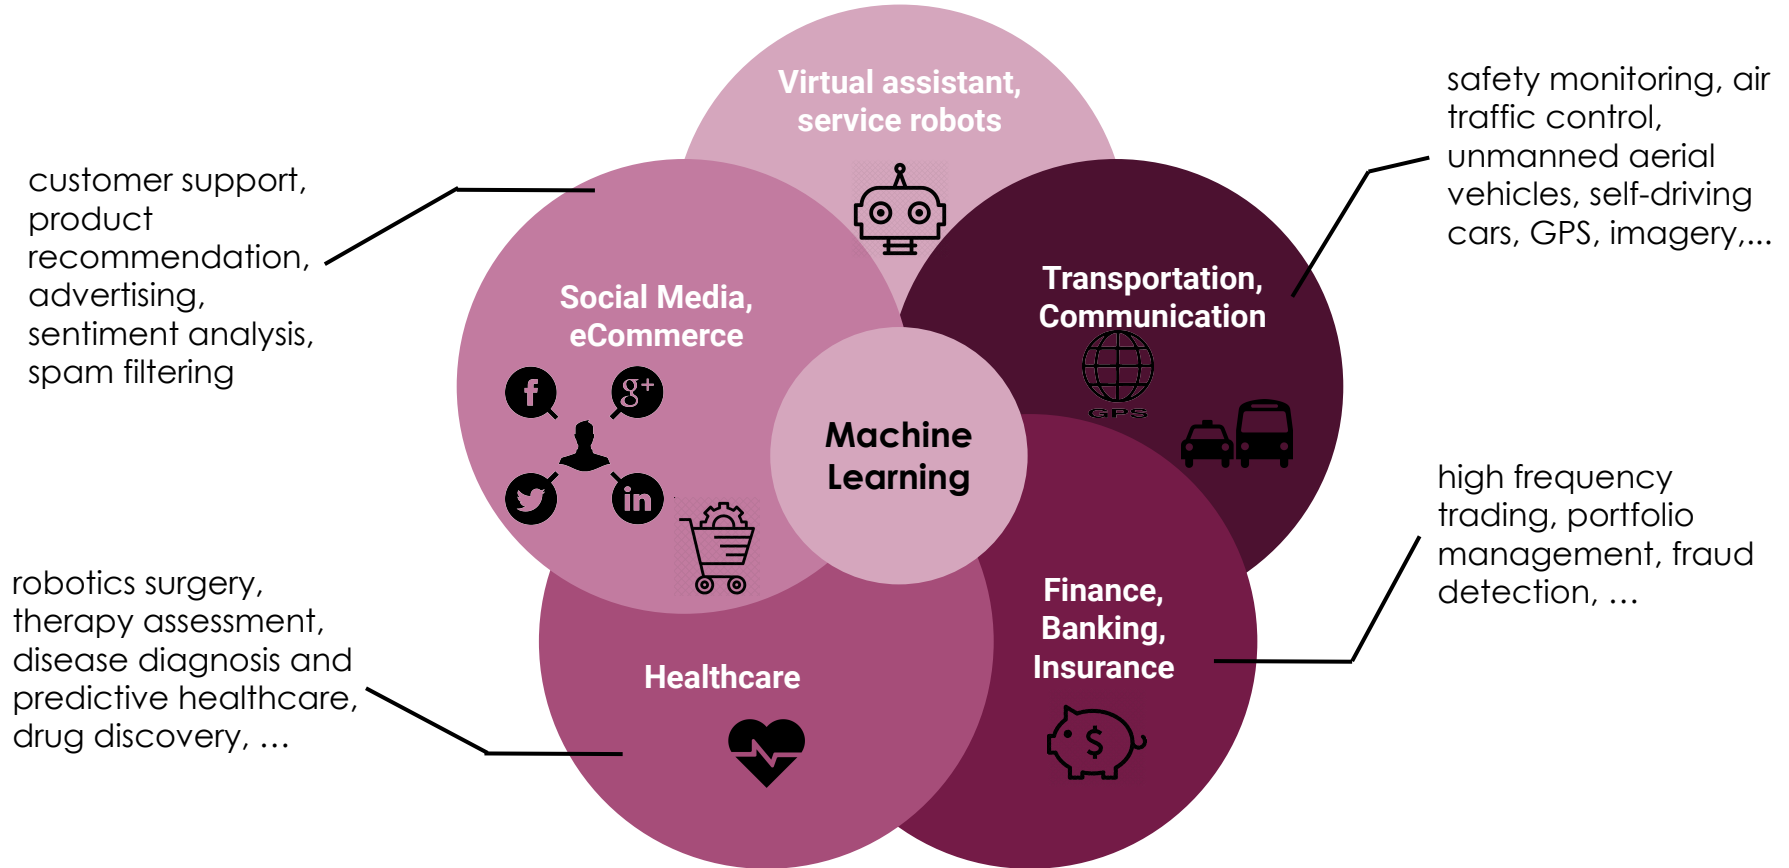 Virtual assistant,
service robots
safety monitoring, air
traffic control,
unmanned aerial
vehicles, self-driving
cars, GPS, imagery,...
customer support,
product
recommendation,
advertising,
sentiment analysis,
spam filtering
Social Media,
eCommerce
f
g+
in
Transportation,
Communication
GPS
Machine
Learning
high frequency
trading, portfolio
management, fraud
detection, …
robotics surgery,
therapy assessment,
disease diagnosis and
predictive healthcare,
drug discovery, …
Healthcare
Finance,
Banking,
Insurance
$